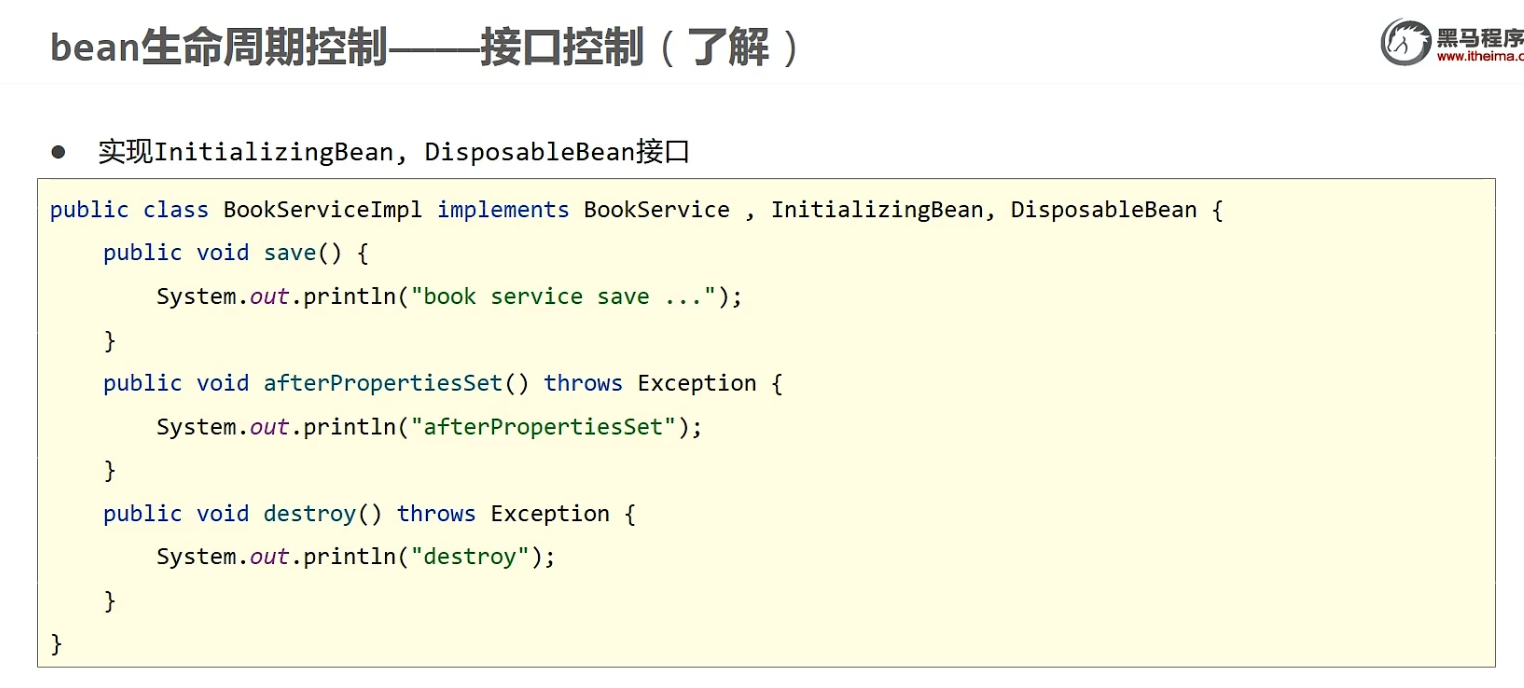 bean生命周期控制————接口控制（了解）
黑马程序
www.itheima.c
● 实现InitializingBean, DisposableBean接口
public class BookServiceImpl implements BookService , InitializingBean, DisposableBean {
    public void save() {
        System.out.println("book service save ...");
    }
    public void afterPropertiesSet() throws Exception {
        System.out.println("afterPropertiesSet");
    }
    public void destroy() throws Exception {
        System.out.println("destroy");
    }
}